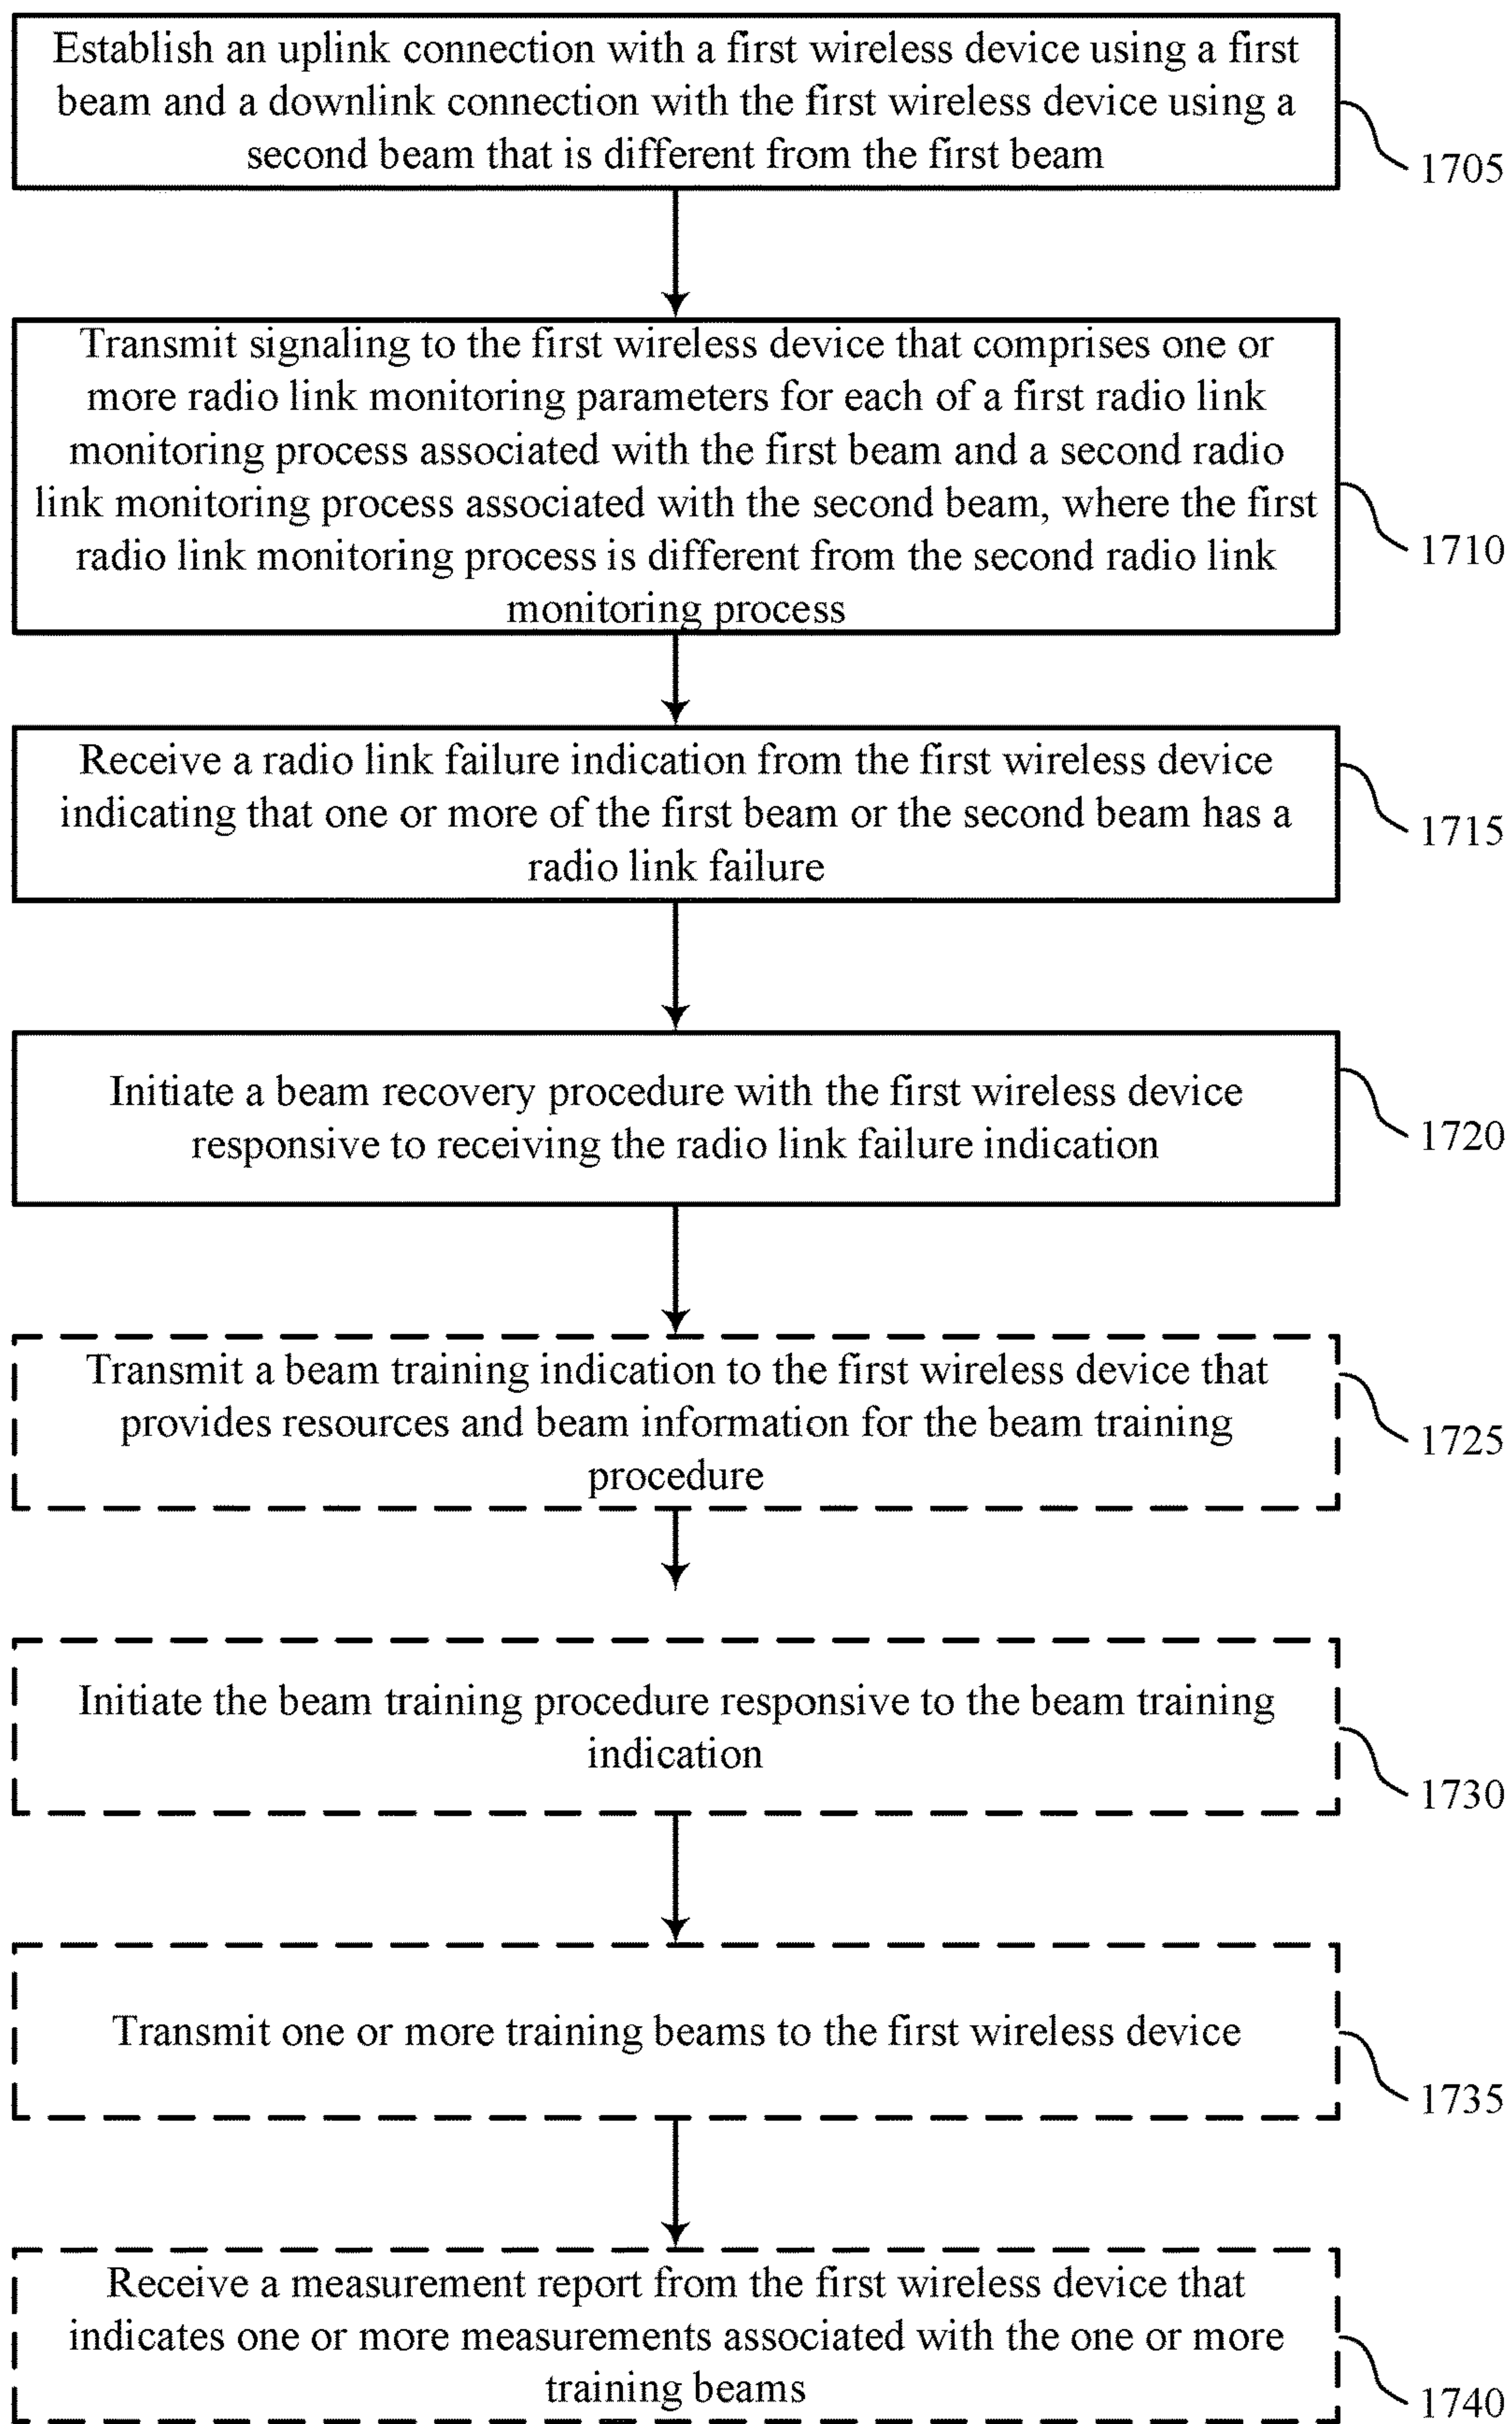 Establish an uplink connection with a first wireless device using a first
beam and a downlink connection with the first wireless device using a
second beam that is different from the first beam
1705
Transmit signaling to the first wireless device that comprises one or
more radio link monitoring parameters for each of a first radio link
monitoring process associated with the first beam and a second radio
link monitoring process associated with the second beam, where the first
radio link monitoring process is different from the second radio link
monitoring process
1710
Receive a radio link failure indication from the first wireless device
indicating that one or more of the first beam or the second beam has a
radio link failure
1715
Initiate a beam recovery procedure with the first wireless device
responsive to receiving the radio link failure indication
1720
Transmit a beam training indication to the first wireless device that
provides resources and beam information for the beam training
procedure
1725
Initiate the beam training procedure responsive to the beam training
indication
1730
Transmit one or more training beams to the first wireless device
1735
Receive a measurement report from the first wireless device that
indicates one or more measurements associated with the one or more
training beams
1740